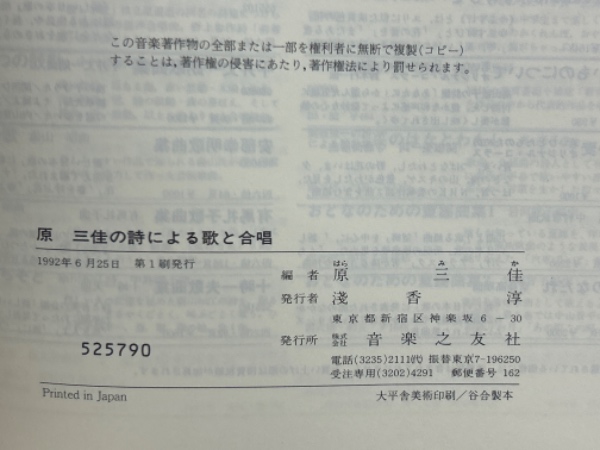 この音楽著作物の全部または一部を権利者に無断で複製(コピー)
することは,著作権の侵害にあたり,著作権法により罰せられます。
原 三佳の詩による歌と合唱
1992年6月25日 第1刷発行
はら み か
編者 原 三 佳
発行者 淺 香 淳
東京都新宿区神楽坂6-30
発行所 株式会社 音楽之友社
525790
電話(3235)2111代 振替東京7-196250
受注専用(3202)4291 郵便番号 162
Printed in Japan
大平舎美術印刷/谷合製本